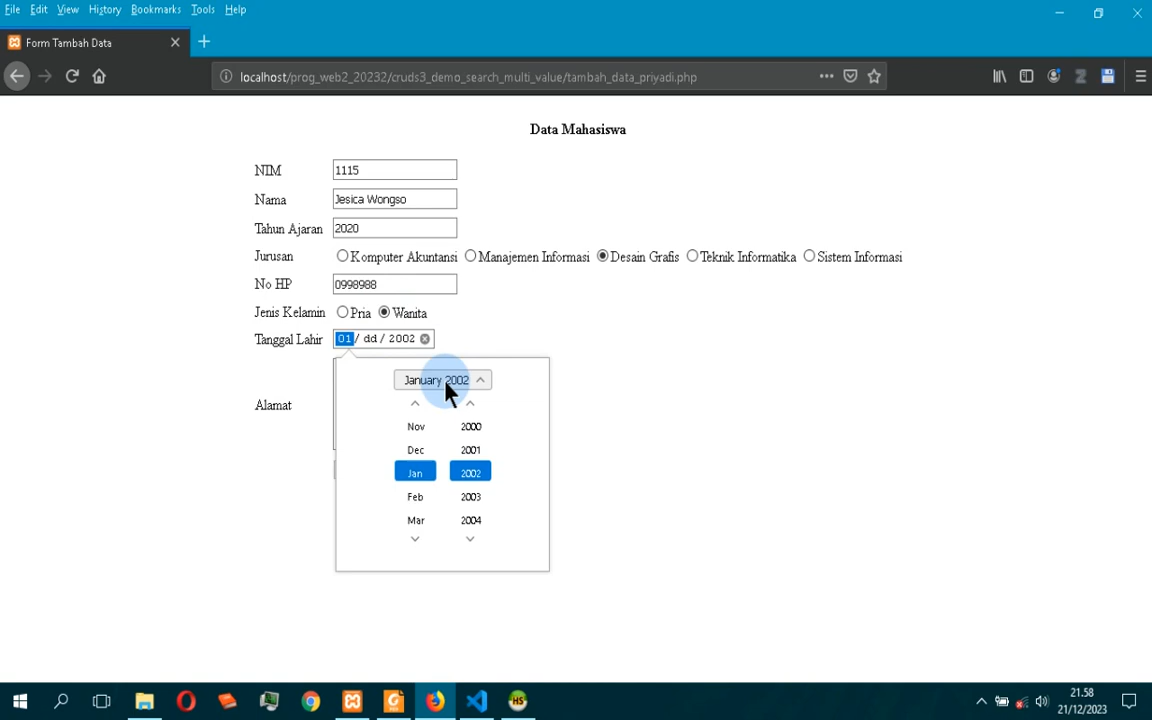 File Edit View History Bookmarks Tools Help
Form Tambah Data
localhost/prog_web2_20232/cruds3_demo_search_multi_value/tambah_data_priyadi.php
Data Mahasiswa
NIM 1115
Nama Jesica Wongso
Tahun Ajaran 2020
Jurusan Komputer Akuntansi Manajemen Informasi Desain Grafis Teknik Informatika Sistem Informasi
No HP 0998988
Jenis Kelamin Pria Wanita
Tanggal Lahir 01 / dd / 2002
January 2002
Alamat
Nov 2000
Dec 2001
Jan 2002
Feb 2003
Mar 2004
HS
21.58
21/12/2023